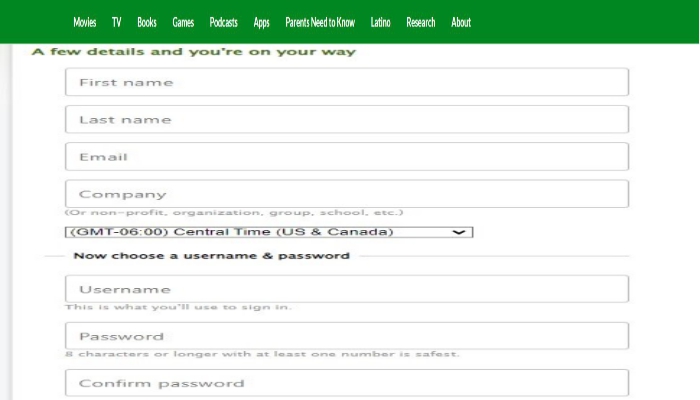 Movies TV Books Games Podcasts Apps Parents Need to Know Latino Research About
A few details and you're on your way
First name
Last name
Email
Company
(Or non-profit, organization, group, school, etc.)
(GMT-06:00) Central Time (US & Canada)
Now choose a username & password
Username
This is what you'll use to sign in.
Password
8 characters or longer with at least one number is safest.
Confirm password